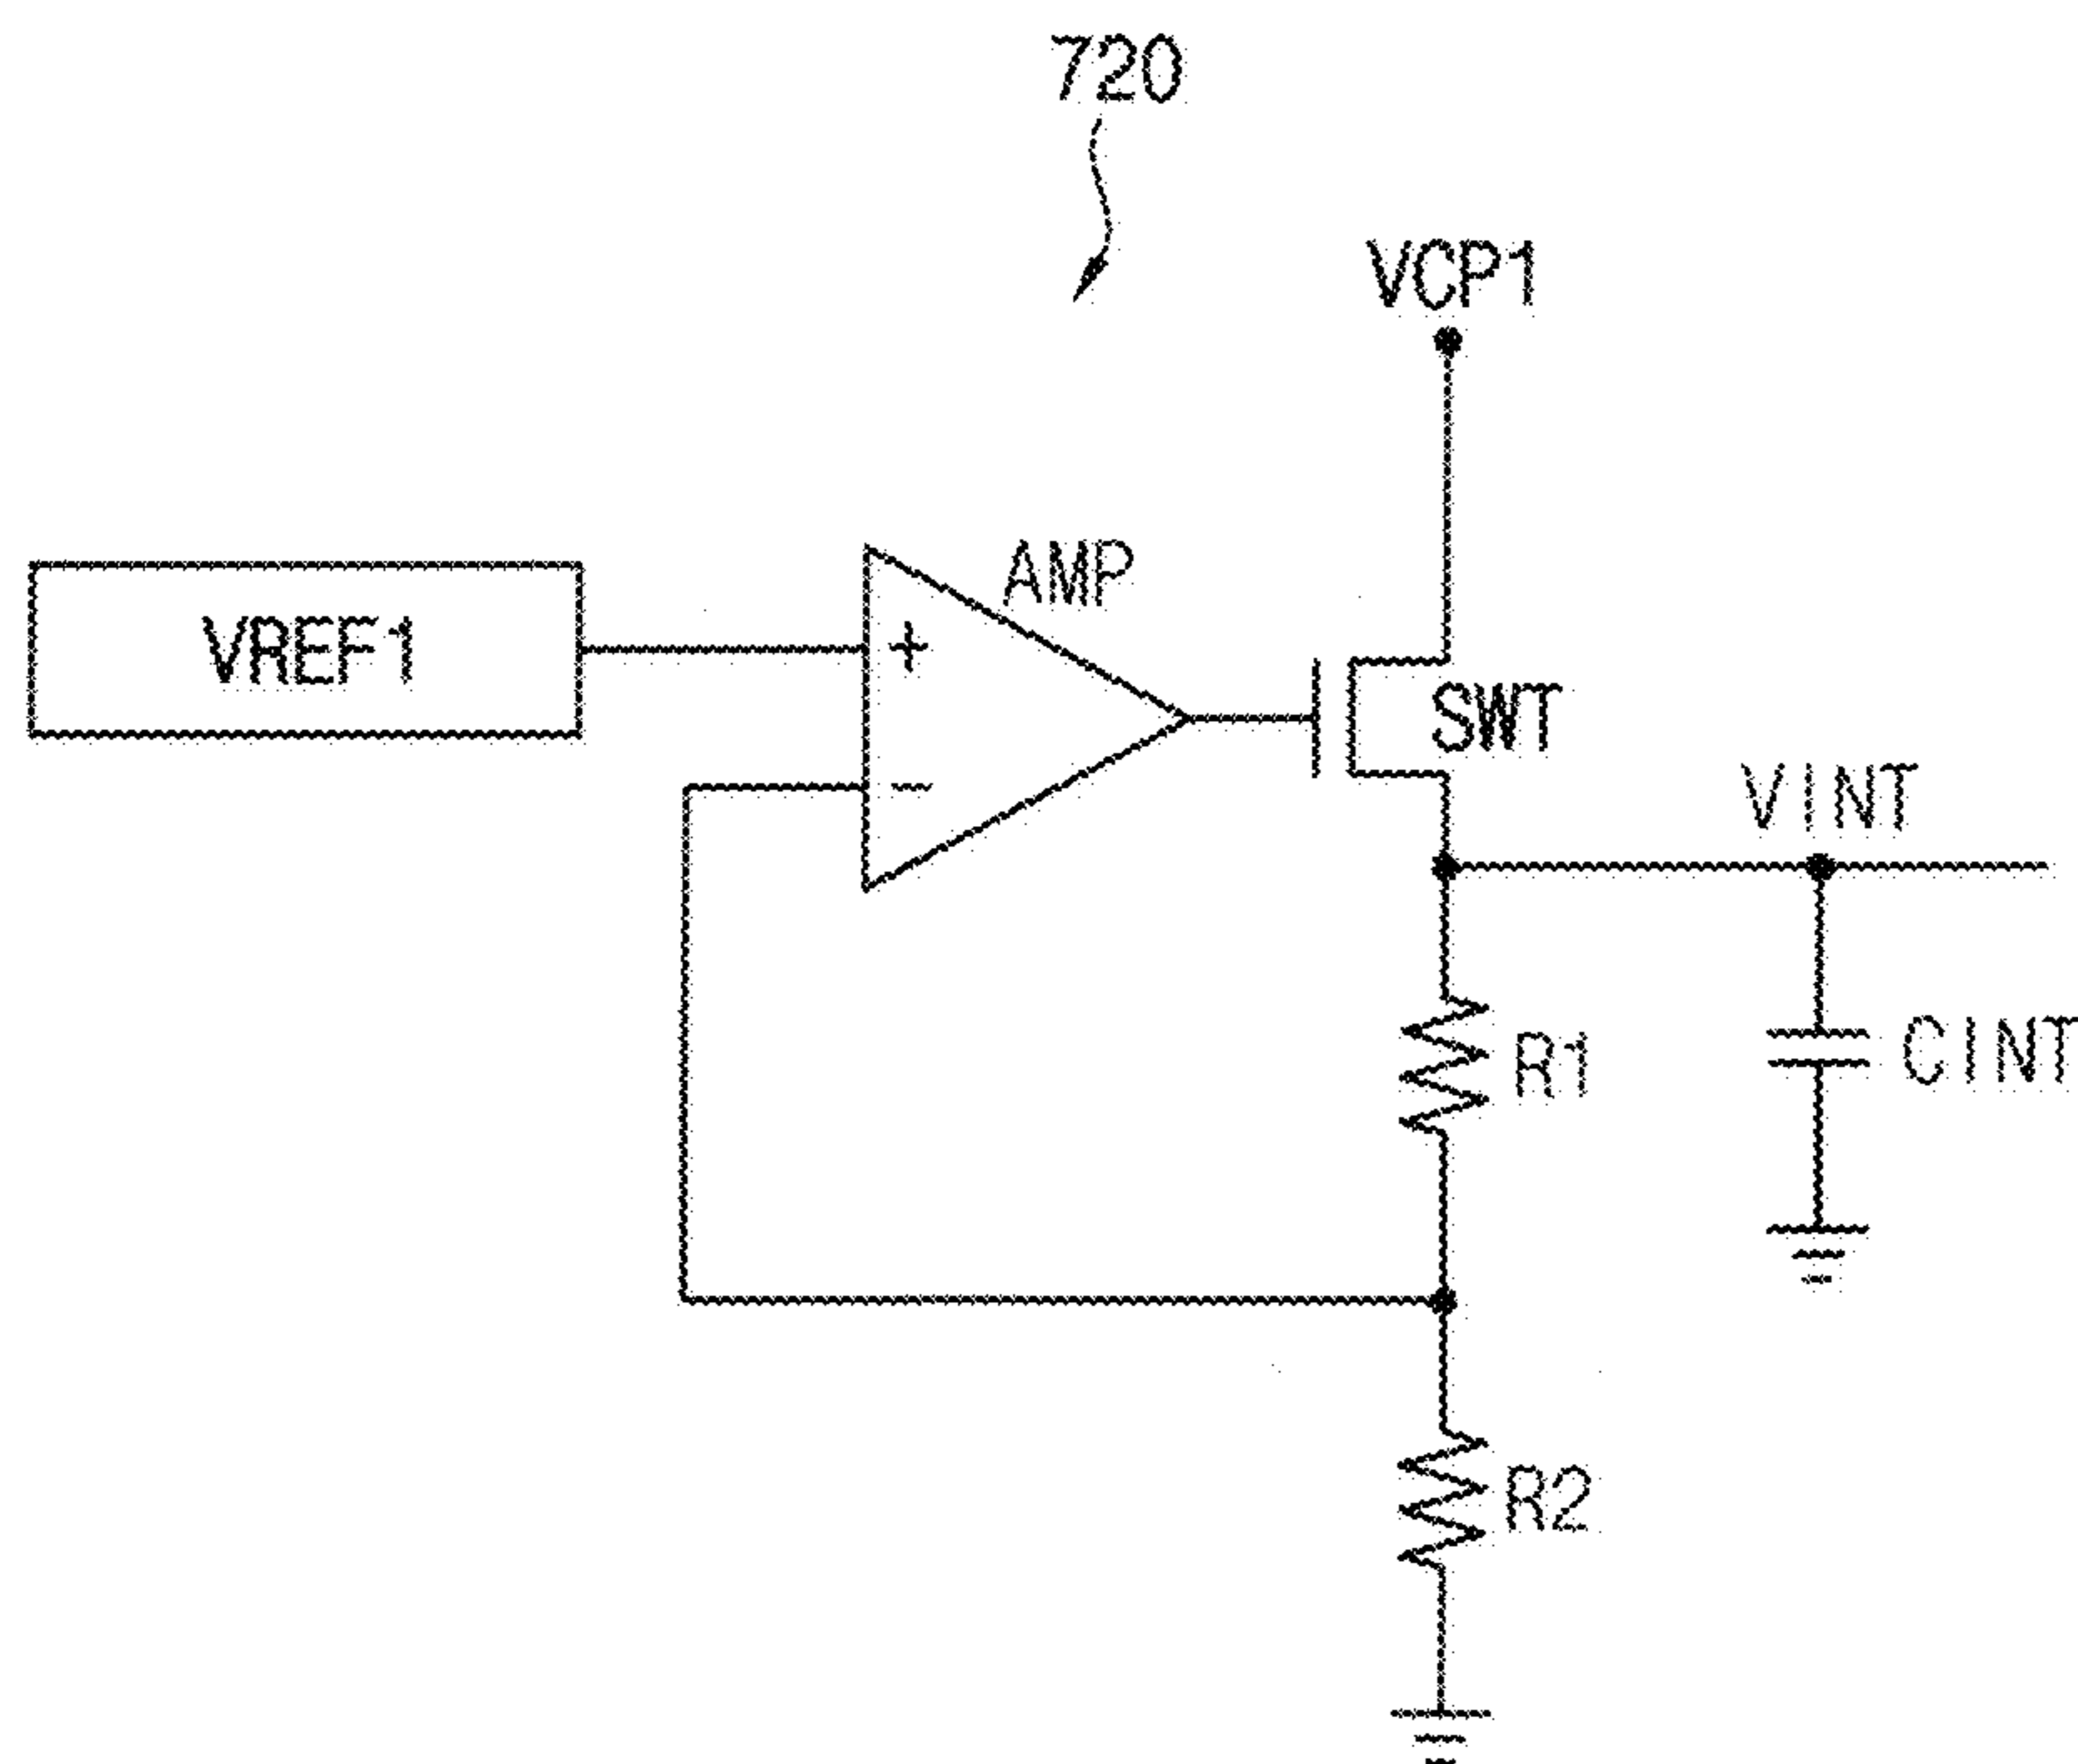 720
VCP1
AMP
VREF1
+
SWT
−
VINT
R1
CINT
R2